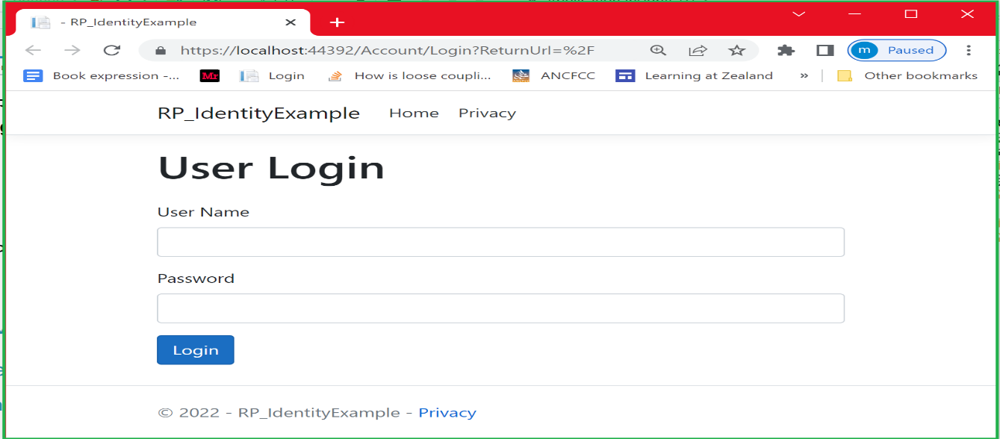 - RP_IdentityExample
https://localhost:44392/Account/Login?ReturnUrl=%2F
m Paused
Book expression -... Mr Login How is loose coupli... ANCFCC Learning at Zealand » Other bookmarks
RP_IdentityExample Home Privacy
User Login
User Name
Password
Login
© 2022 - RP_IdentityExample - Privacy